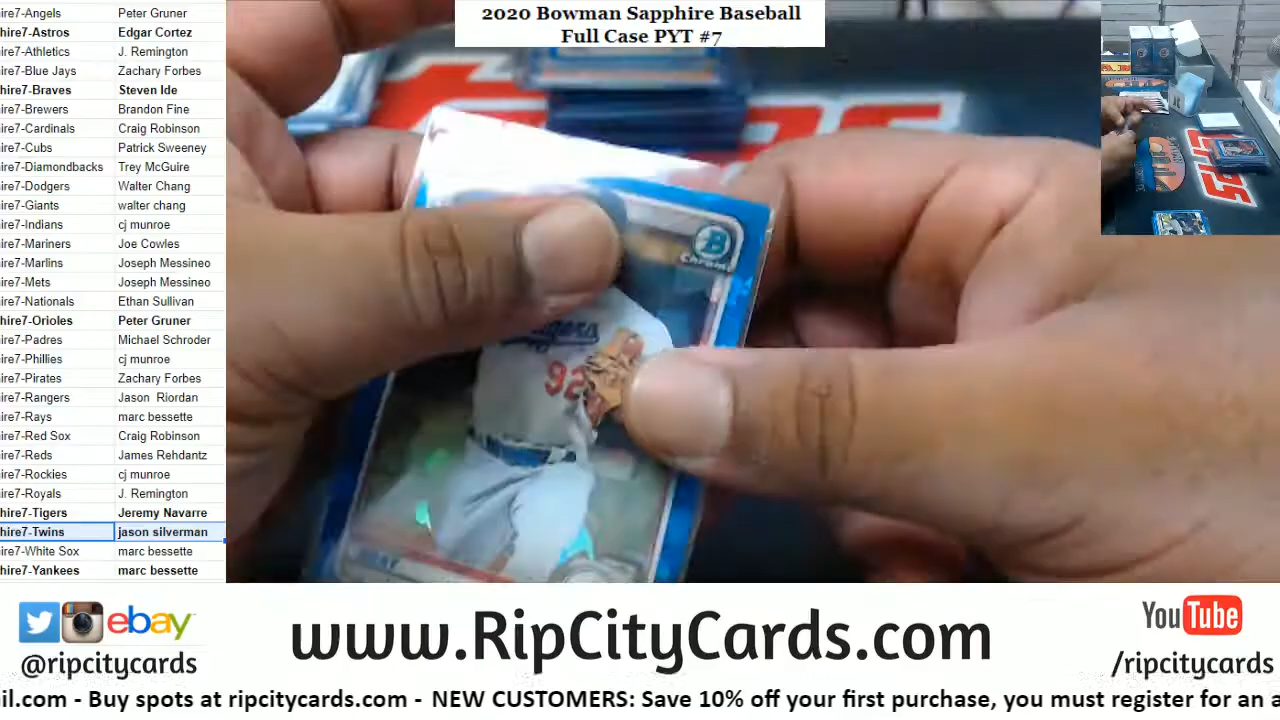 2020 Bowman Sapphire Baseball
Full Case PYT #7
ire7-Angels Peter Gruner
hire7-Astros Edgar Cortez
ire7-Athletics J. Remington
ire7-Blue Jays Zachary Forbes
hire7-Braves Steven Ide
ire7-Brewers Brandon Fine
ire7-Cardinals Craig Robinson
ire7-Cubs Patrick Sweeney
ire7-Diamondbacks Trey McGuire
ire7-Dodgers Walter Chang
ire7-Giants walter chang
ire7-Indians cj munroe
ire7-Mariners Joe Cowles
ire7-Marlins Joseph Messineo
ire7-Mets Joseph Messineo
ire7-Nationals Ethan Sullivan
hire7-Orioles Peter Gruner
ire7-Padres Michael Schroder
ire7-Phillies cj munroe
ire7-Pirates Zachary Forbes
ire7-Rangers Jason Riordan
ire7-Rays marc bessette
ire7-Red Sox Craig Robinson
ire7-Reds James Rehdantz
ire7-Rockies cj munroe
ire7-Royals J. Remington
hire7-Tigers Jeremy Navarre
hire7-Twins jason silverman
ire7-White Sox marc bessette
hire7-Yankees marc bessette
B
Chrome
92
ebay
@ripcitycards
www.RipCityCards.com
YouTube
/ripcitycards
il.com - Buy spots at ripcitycards.com - NEW CUSTOMERS: Save 10% off your first purchase, you must register for an a